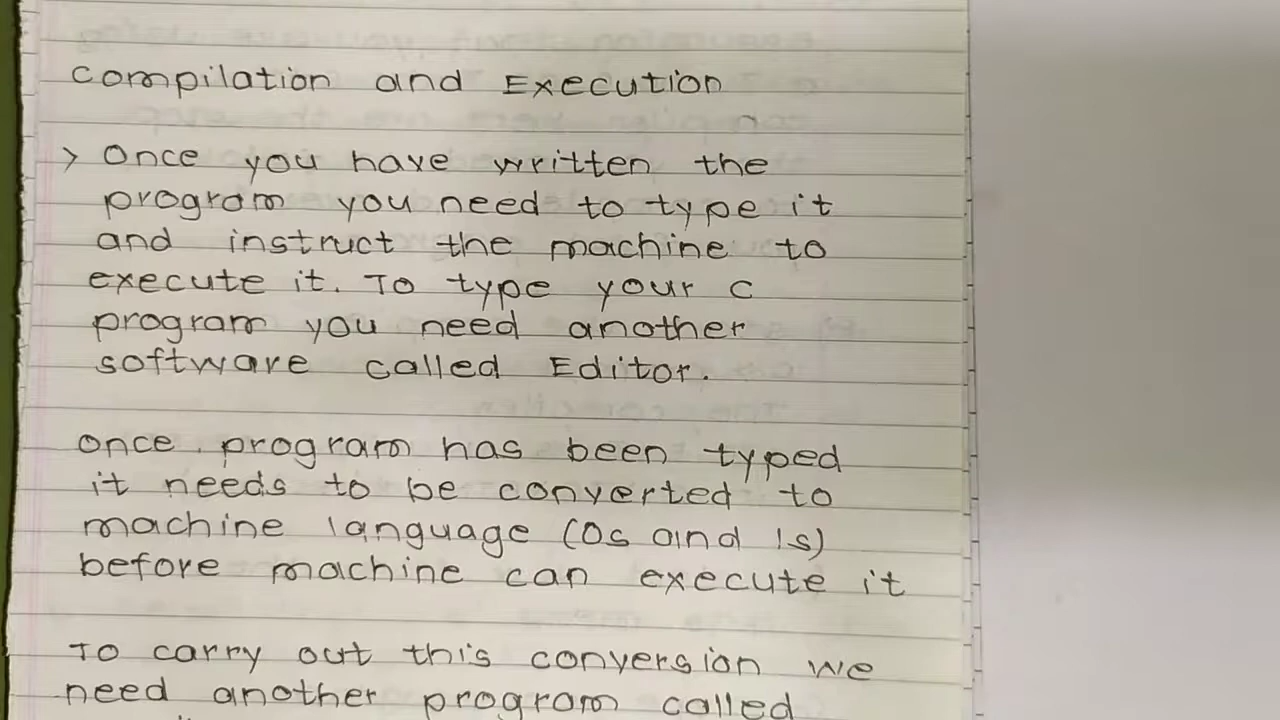 compilation and Execution
> Once you have written the
program you need to type it
and instruct the machine to
execute it. To type your c
program you need another
software called Editor.
once program has been typed
it needs to be converted to
machine language (0s and 1s)
before machine can execute it
To carry out this conversion we
need another program called